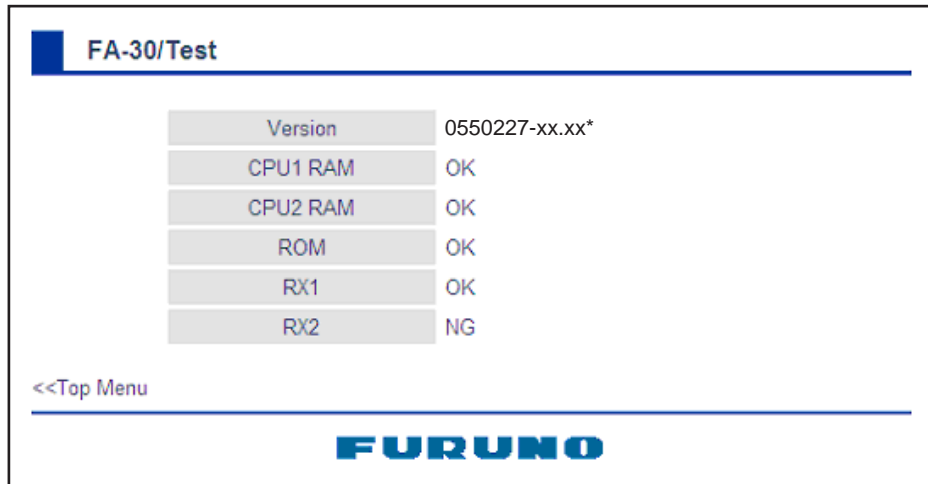 FA-30/Test
Version 0550227-xx.xx*
CPU1 RAM OK
CPU2 RAM OK
ROM OK
RX1 OK
RX2 NG
<<Top Menu
FURUNO